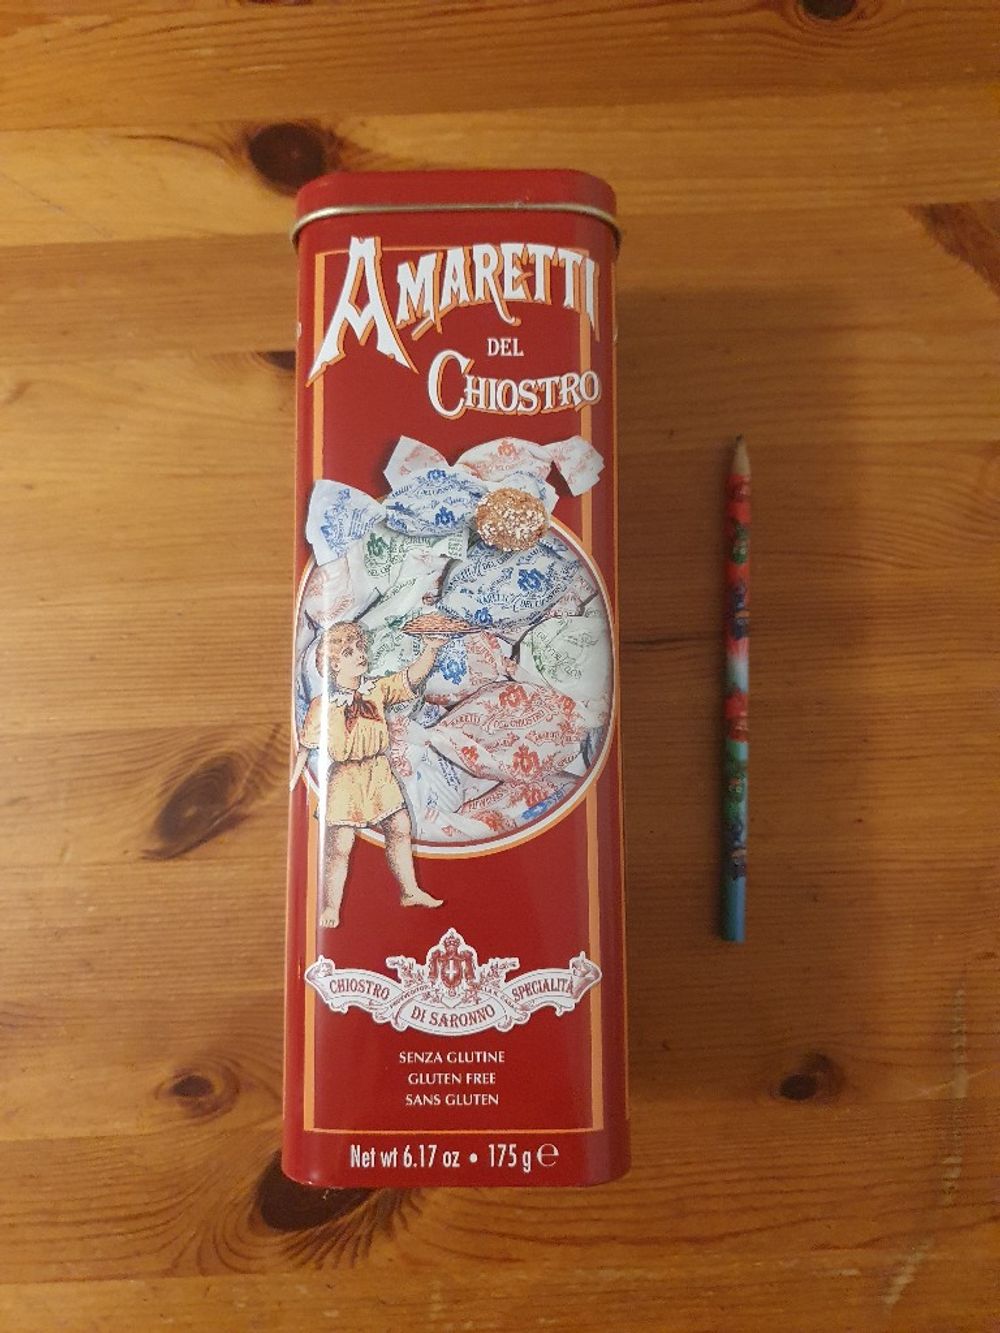 AMARETTI
DEL
CHIOSTRO
CHIOSTRO
DI SARONNO
SPECIALITÀ
SENZA GLUTINE
GLUTEN FREE
SANS GLUTEN
Net wt 6.17 oz • 175 g ℮